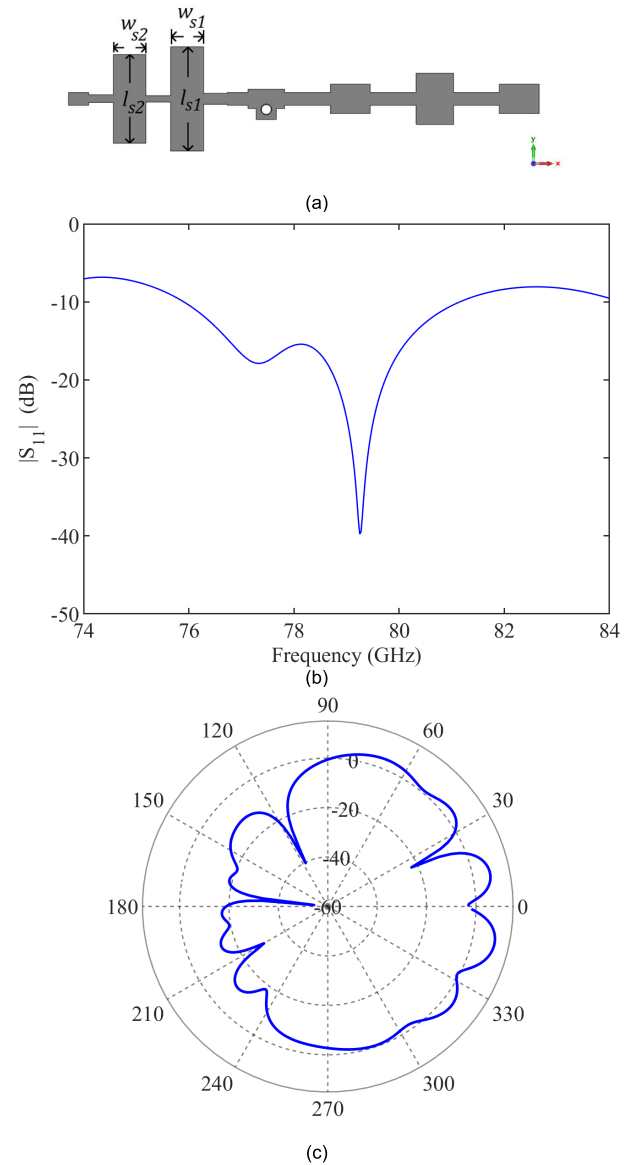 w_s2 w_s1
l_s2 l_s1
y
x
(a)
0
-10
-20
-30
-40
-50
|S_11| (dB)
74 76 78 80 82 84
Frequency (GHz)
(b)
90
120 60
0
150 30
-20
-40
180 -60 0
210 330
240 300
270
(c)